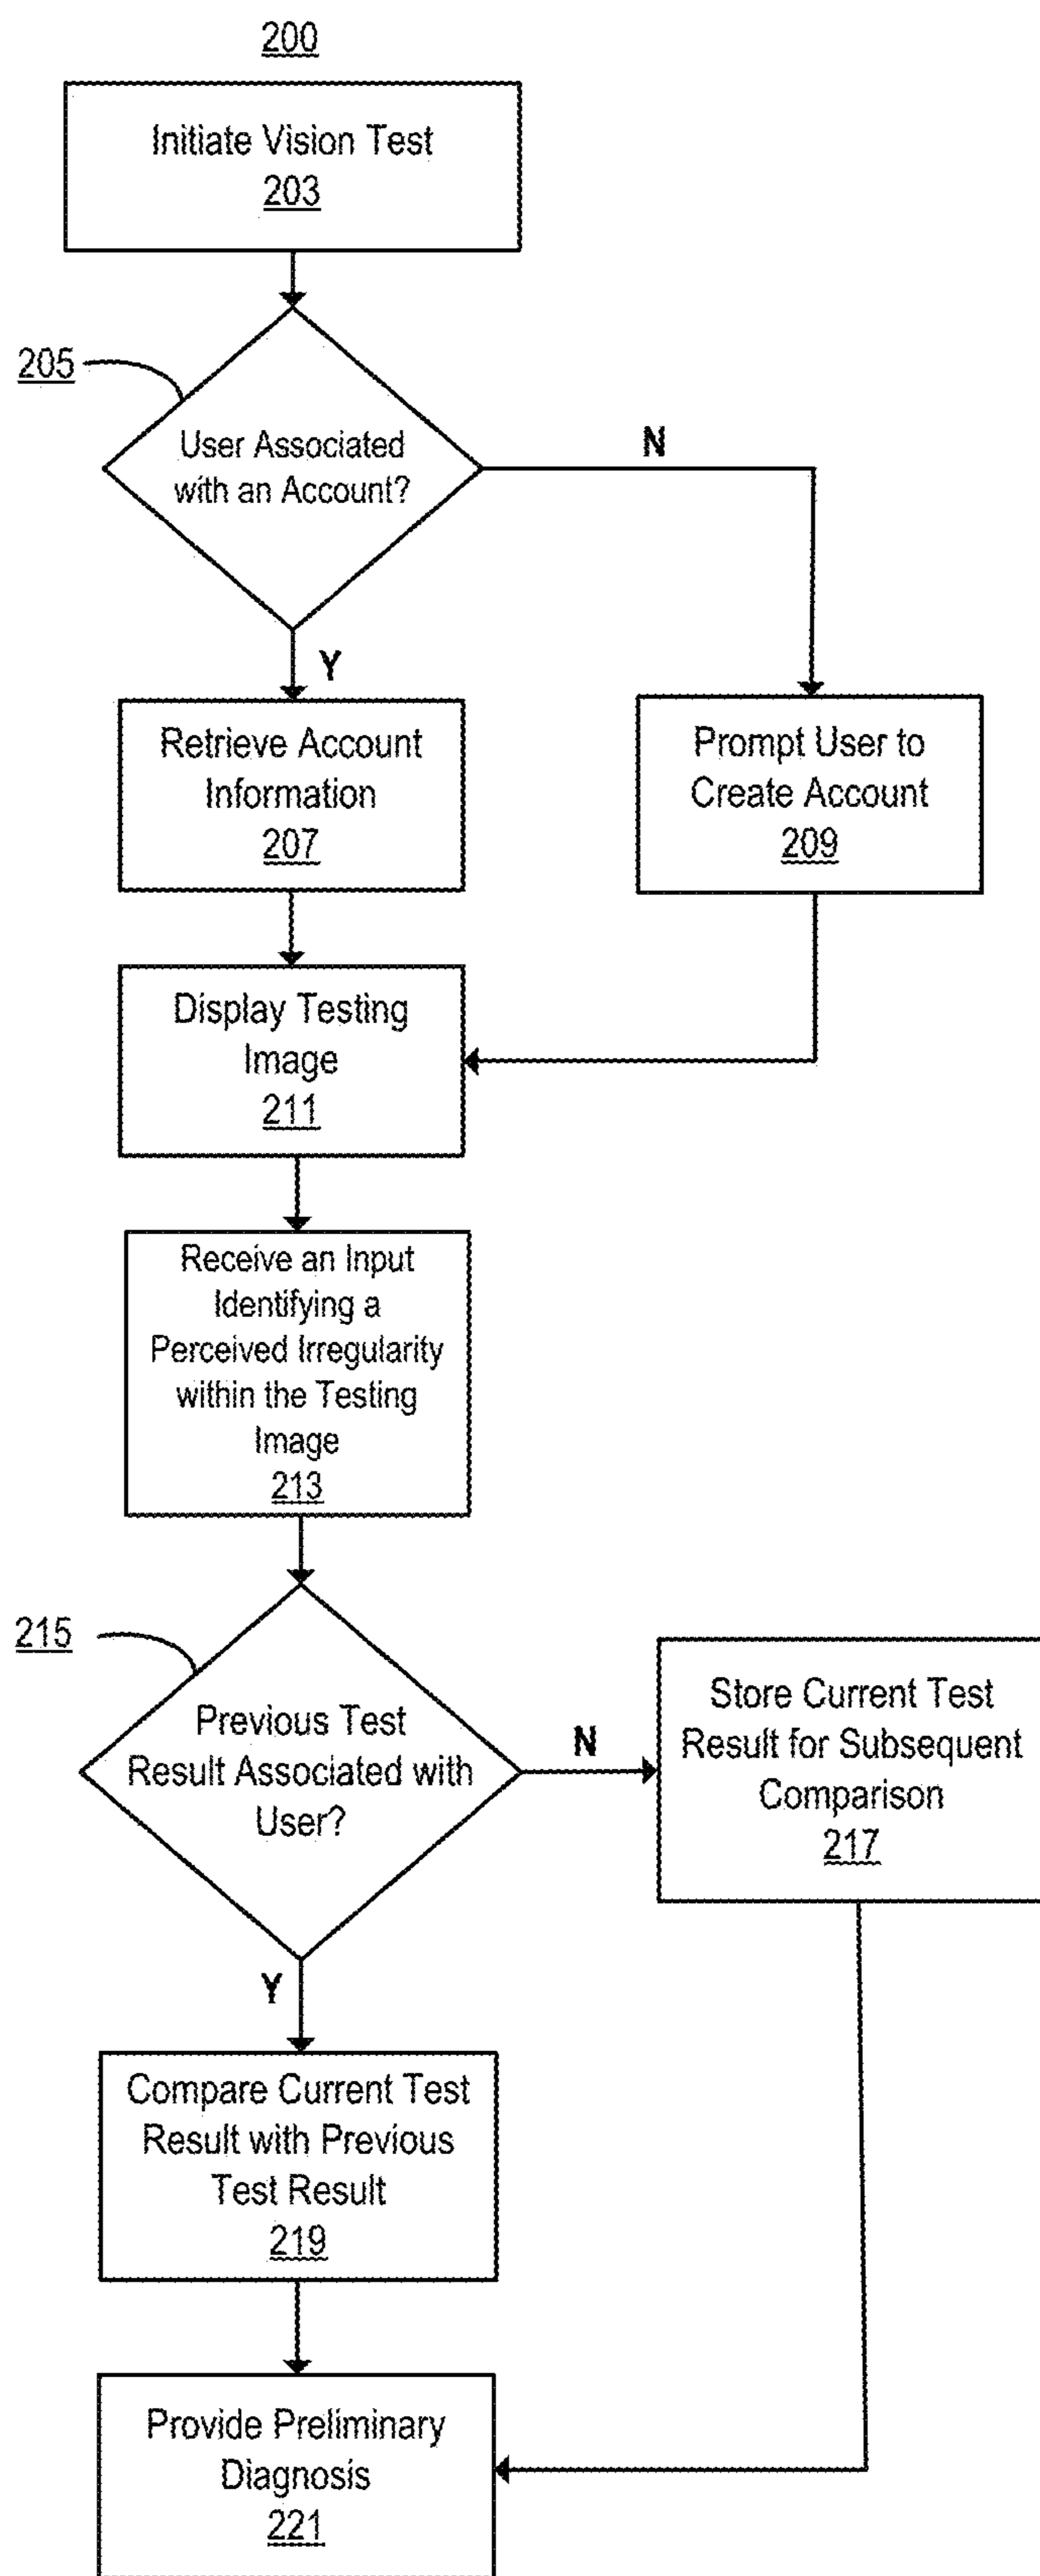 200
Initiate Vision Test
203
205
User Associated
with an Account?
N
Y
Retrieve Account
Information
207
Prompt User to
Create Account
209
Display Testing
Image
211
Receive an Input
Identifying a
Perceived Irregularity
within the Testing
Image
213
215
Previous Test
Result Associated with
User?
N
Store Current Test
Result for Subsequent
Comparison
217
Y
Compare Current Test
Result with Previous
Test Result
219
Provide Preliminary
Diagnosis
221